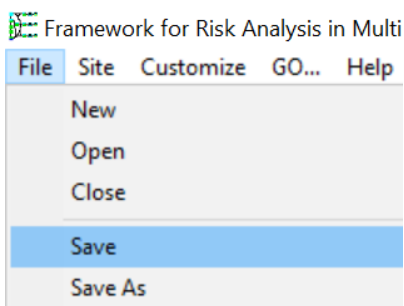 Framework for Risk Analysis in Multi
File Site Customize GO... Help
New
Open
Close
Save
Save As